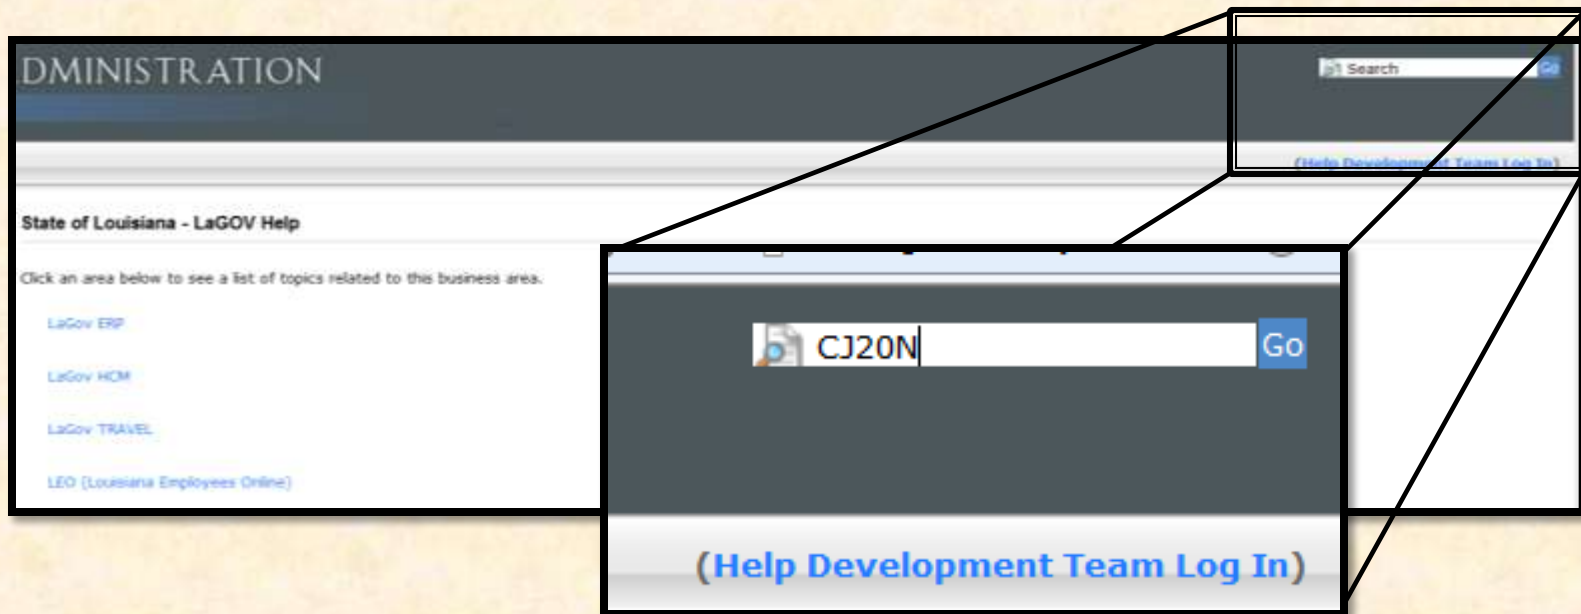 DMINISTRATION
Search Go
(Help Development Team Log In)
State of Louisiana - LaGOV Help
Click an area below to see a list of topics related to this business area.
LaGov ERP
LaGov HCM
LaGov TRAVEL
LEO (Louisiana Employees Online)
CJ20N Go
(Help Development Team Log In)